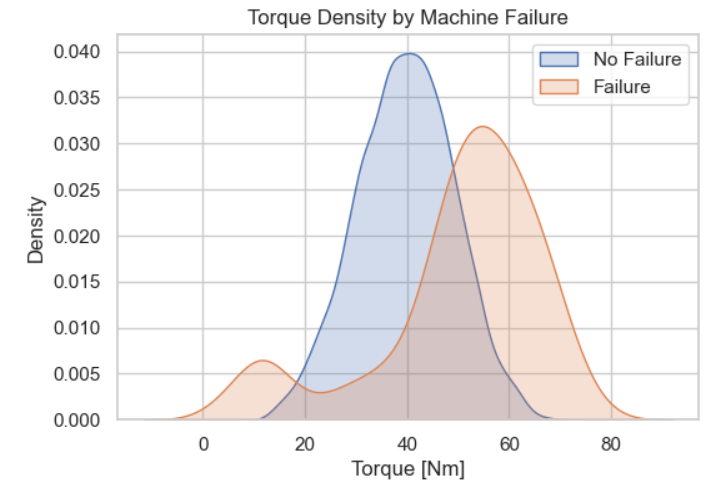 Torque Density by Machine Failure
No Failure
Failure
0.040
0.035
0.030
0.025
0.020
0.015
0.010
0.005
0.000
Density
0
20
40
60
80
Torque [Nm]